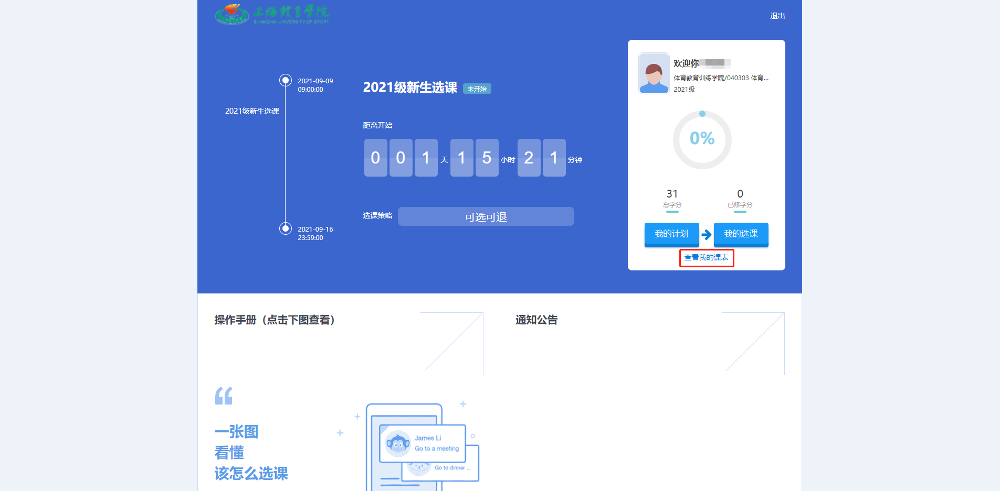 上海體育學院
SHANGHAI UNIVERSITY OF SPORT
退出
2021-09-09
09:00:00
2021级新生选课
2021-09-16
23:59:00
2021级新生选课 未开始
距离开始
0 0 1 天 1 5 小时 2 1 分钟
选课策略 可选可退
欢迎你
体育教育训练学院/040303 体育...
2021级
0%
31
总学分
0
已修学分
我的计划
我的选课
查看我的课表
操作手册（点击下图查看）
通知公告
一张图
看懂
该怎么选课
James Li
Go to a meeting
Go to dinner ...